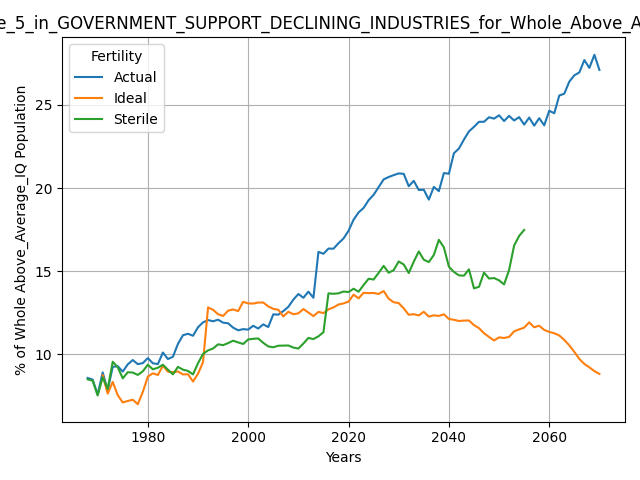 e_5_in_GOVERNMENT_SUPPORT_DECLINING_INDUSTRIES_for_Whole_Above_A
Fertility
Actual
Ideal
Sterile
% of Whole Above_Average_IQ Population
25
20
15
10
1980
2000
2020
2040
2060
Years